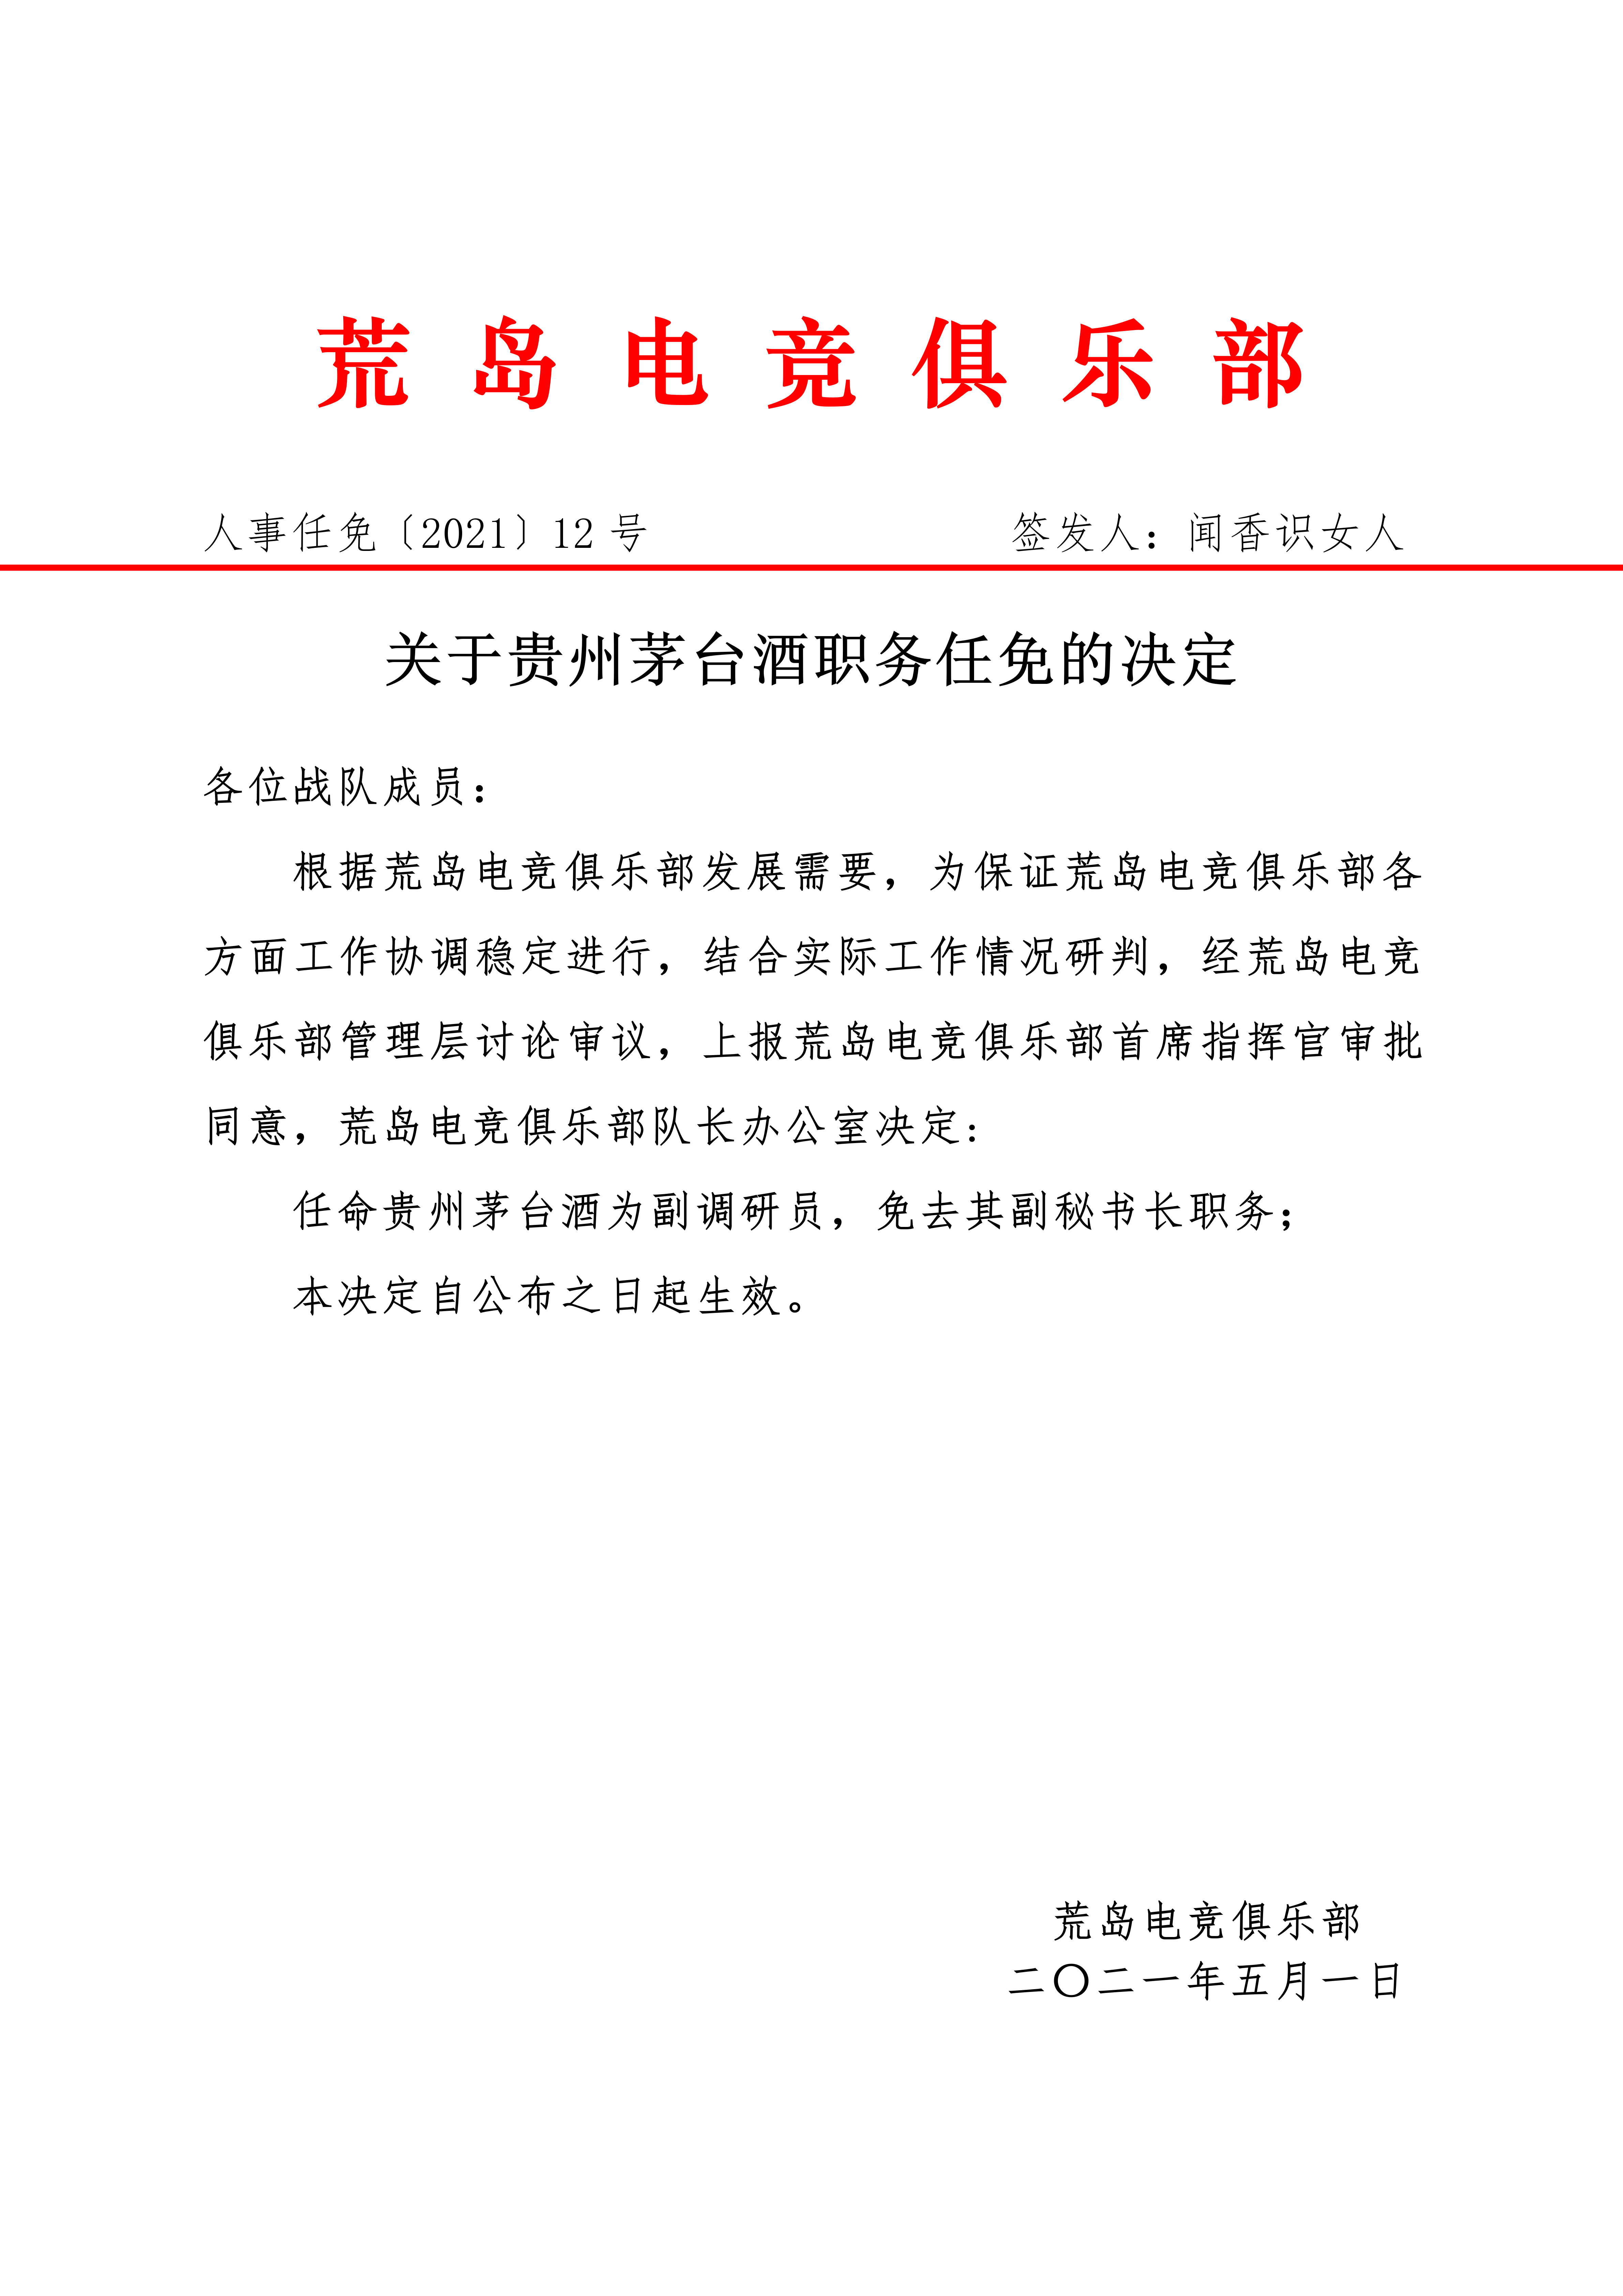 荒岛电竞俱乐部
人事任免〔2021〕12 号 签发人：闻香识女人
关于贵州茅台酒职务任免的决定
各位战队成员：
根据荒岛电竞俱乐部发展需要，为保证荒岛电竞俱乐部各
方面工作协调稳定进行，结合实际工作情况研判，经荒岛电竞
俱乐部管理层讨论审议，上报荒岛电竞俱乐部首席指挥官审批
同意，荒岛电竞俱乐部队长办公室决定：
任命贵州茅台酒为副调研员，免去其副秘书长职务；
本决定自公布之日起生效。
荒岛电竞俱乐部
二〇二一年五月一日